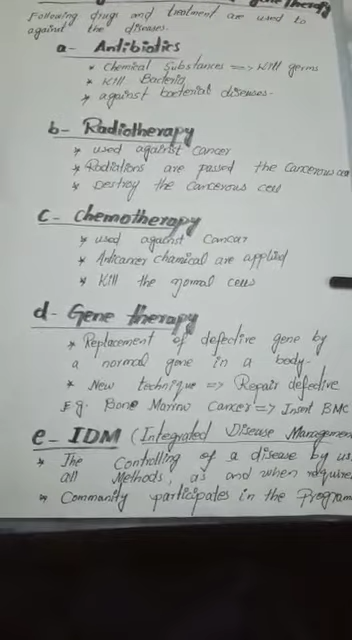 Gene Therapy
Following drugs and treatment are used to
against the diseases.
a- Antibiotics
* Chemical Substances => Kill germs
* Kill Bacteria
* against bacterial diseases.
b- Radiotherapy
* used against cancer
* Radiations are passed the Cancerous
* Destroy the Cancerous cell
C- Chemotherapy
* used against Cancer
* Anticancer chamical are applied
* Kill the normal cells
d- Gene therapy
* Replacement of defective gene by
a normal gene in a body.
* New technique => Repair defective
E.g. Bone Marrow Cancer => Insert BMC
e- IDM (Integrated Disease Management
* The Controlling of a disease by us
all Methods, as and when require
* Community participates in the Program